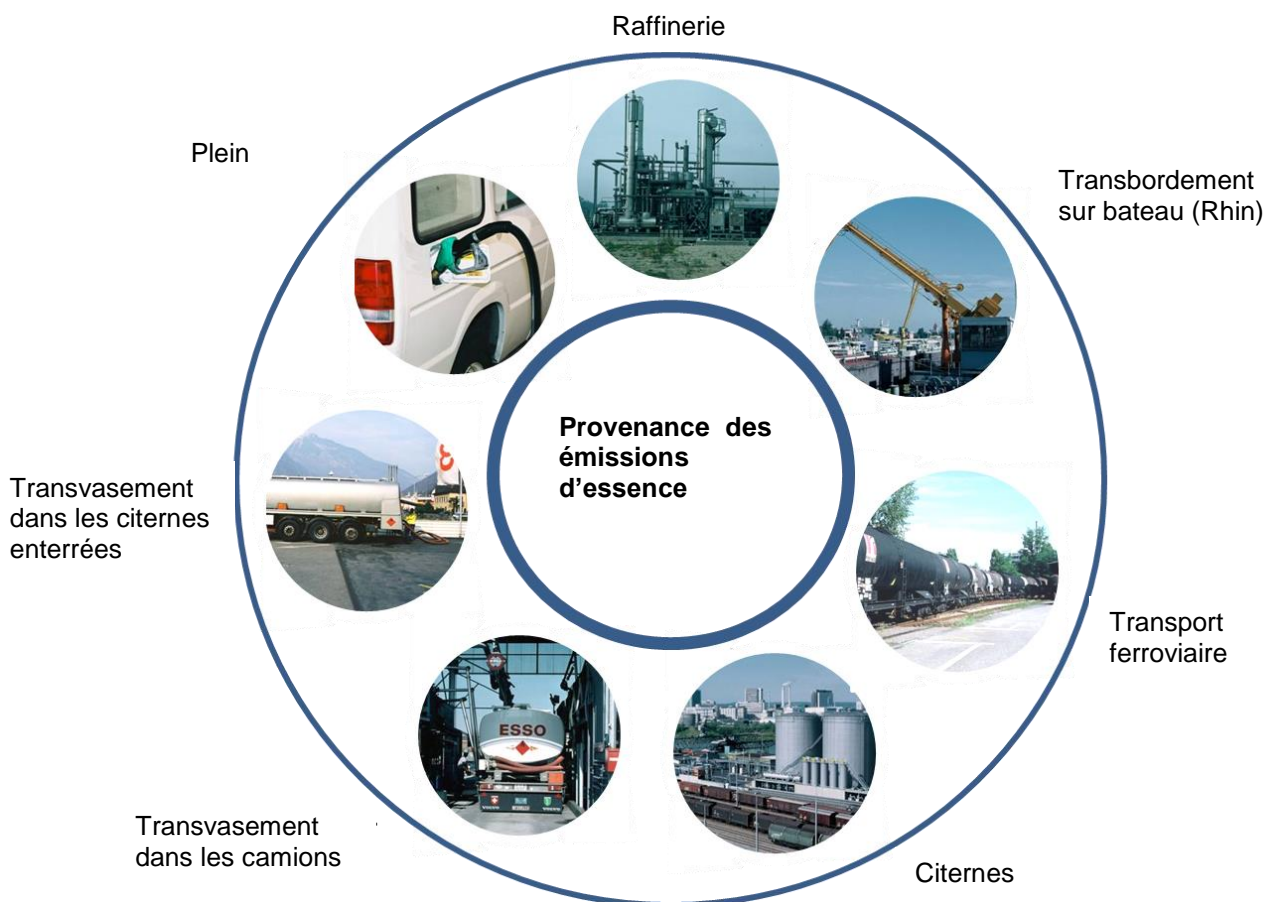 Raffinerie
Plein
Transbordement
sur bateau (Rhin)
Provenance des
émissions
d'essence
Transvasement
dans les citernes
enterrées
Transport
ferroviaire
ESSO
Transvasement
dans les camions
Citernes